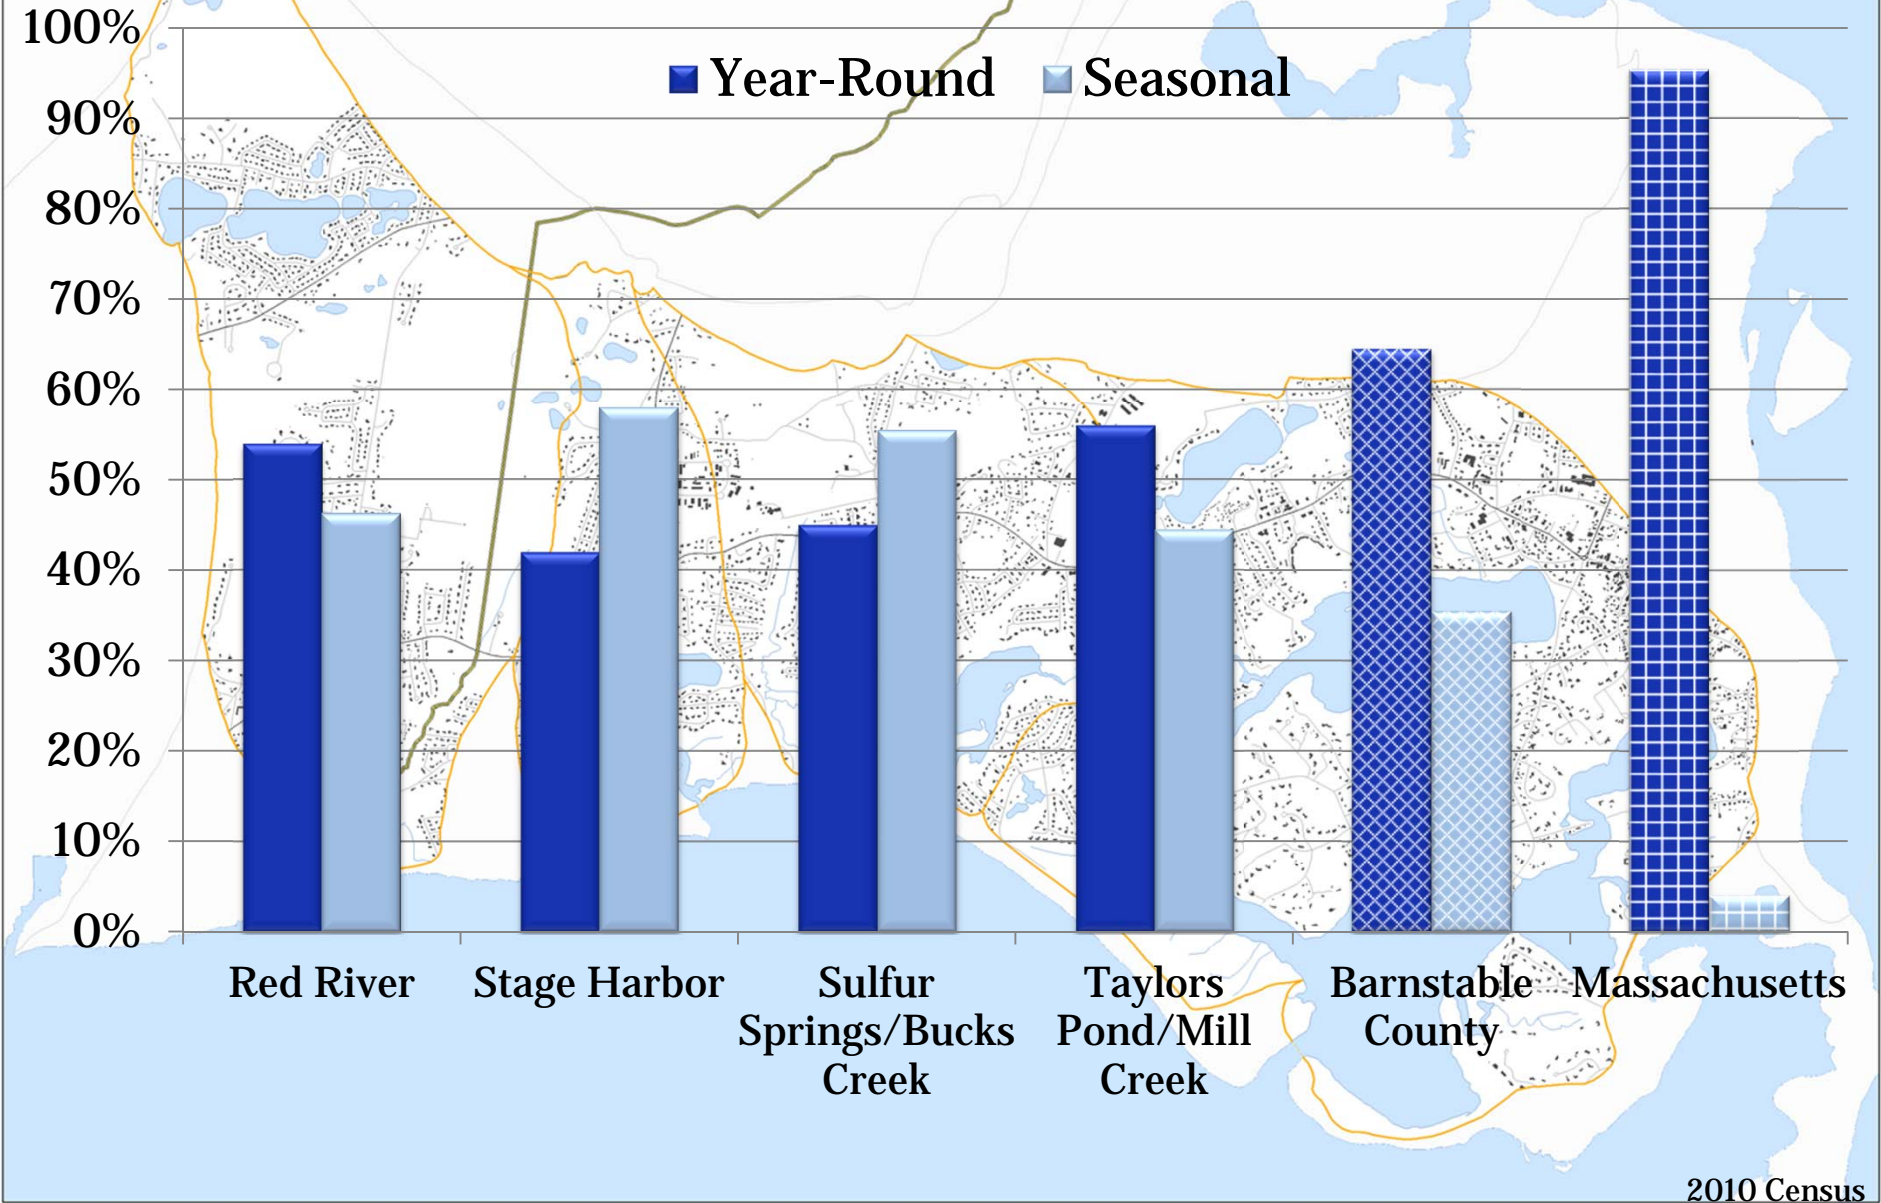 100%
Year-Round Seasonal
90%
80%
70%
60%
50%
40%
30%
20%
10%
0%
Red River
Stage Harbor
Sulfur
Springs/Bucks
Creek
Taylors
Pond/Mill
Creek
Barnstable
County
Massachusetts
2010 Census